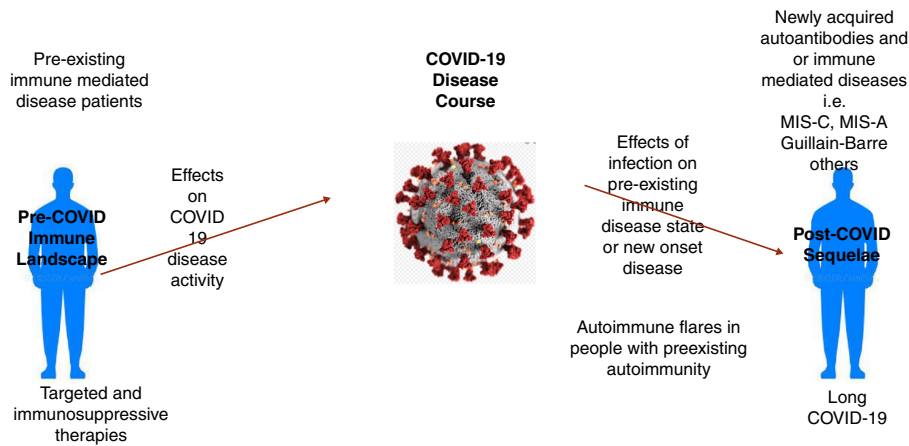 Pre-existing
immune mediated
disease patients
Pre-COVID
Immune
Landscape
Targeted and
immunosuppressive
therapies
Effects
on
COVID
19
disease
activity
COVID-19
Disease
Course
Effects of
infection on
pre-existing
immune
disease state
or new onset
disease
Autoimmune flares in
people with preexisting
autoimmunity
Newly acquired
autoantibodies and
or immune
mediated diseases
i.e.
MIS-C, MIS-A
Guillain-Barre
others
Post-COVID
Sequelae
Long
COVID-19